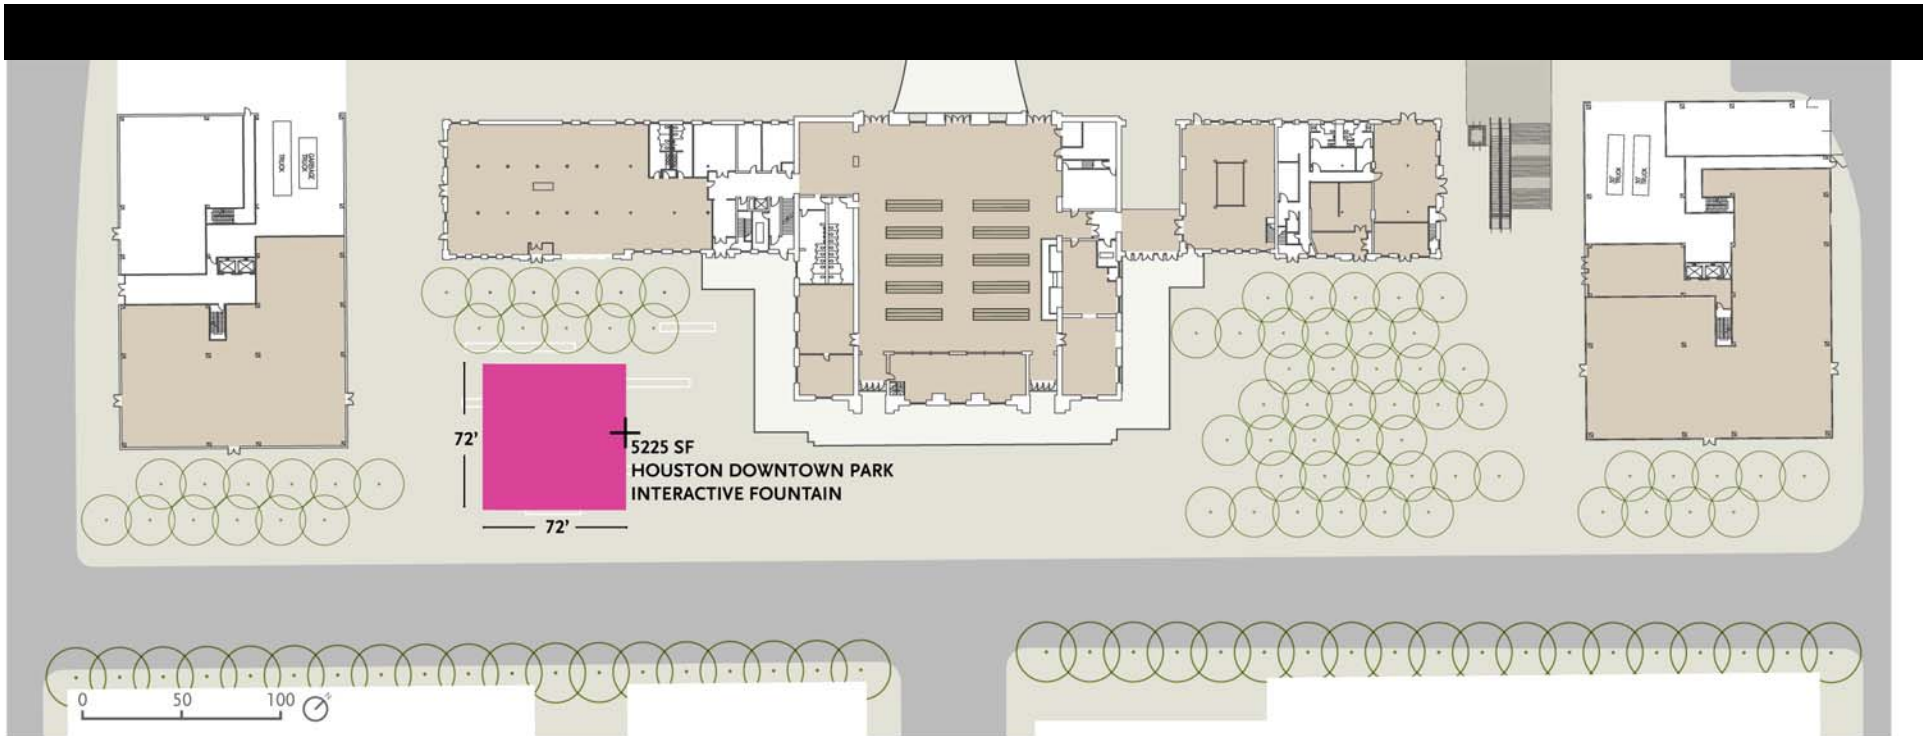 TRUCK
GARBAGE
TRUCK
72'
5225 SF
HOUSTON DOWNTOWN PARK
INTERACTIVE FOUNTAIN
72'
0 50 100
N